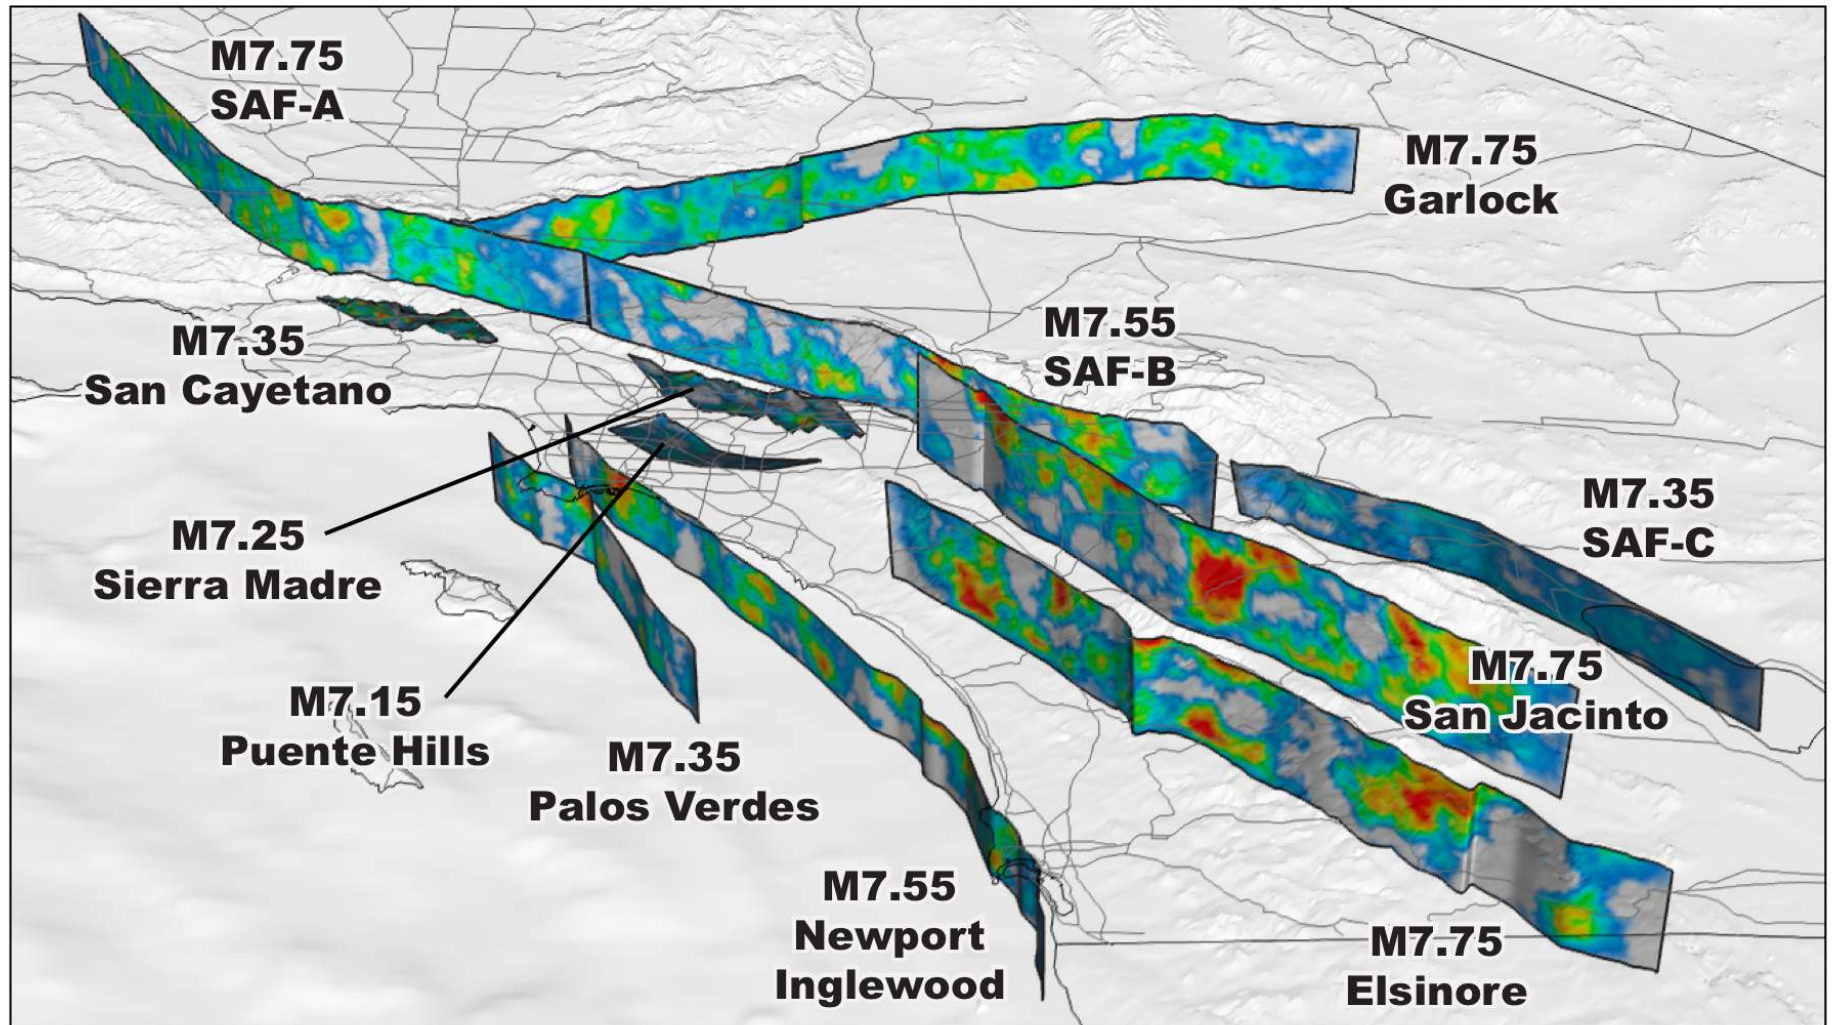 M7.75
SAF-A
M7.75
Garlock
M7.35
San Cayetano
M7.55
SAF-B
M7.25
Sierra Madre
M7.35
SAF-C
M7.15
Puente Hills
M7.35
Palos Verdes
M7.75
San Jacinto
M7.55
Newport
Inglewood
M7.75
Elsinore